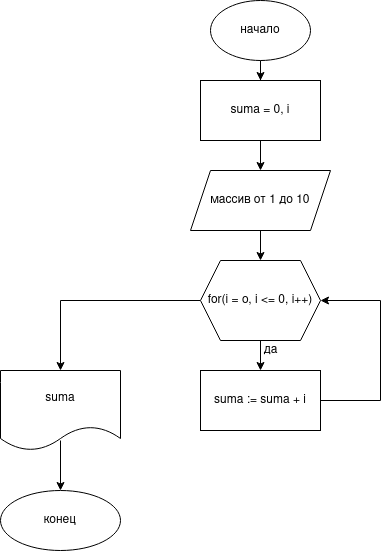 начало
suma = 0, i
массив от 1 до 10
for(i = o, i <= 0, i++)
да
suma := suma + i
suma
конец